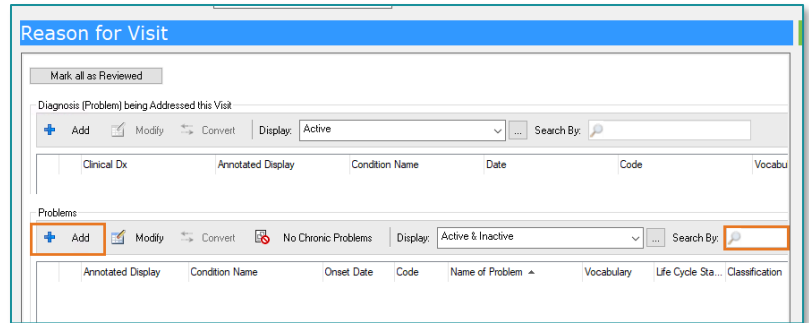 Reason for Visit
Mark all as Reviewed
Diagnosis (Problem) being Addressed this Visit
Add Modify Convert Display: Active ... Search By:
Clinical Dx Annotated Display Condition Name Date Code Vocabu
Problems
Add Modify Convert No Chronic Problems Display: Active & Inactive ... Search By:
Annotated Display Condition Name Onset Date Code Name of Problem Vocabulary Life Cycle Sta... Classification